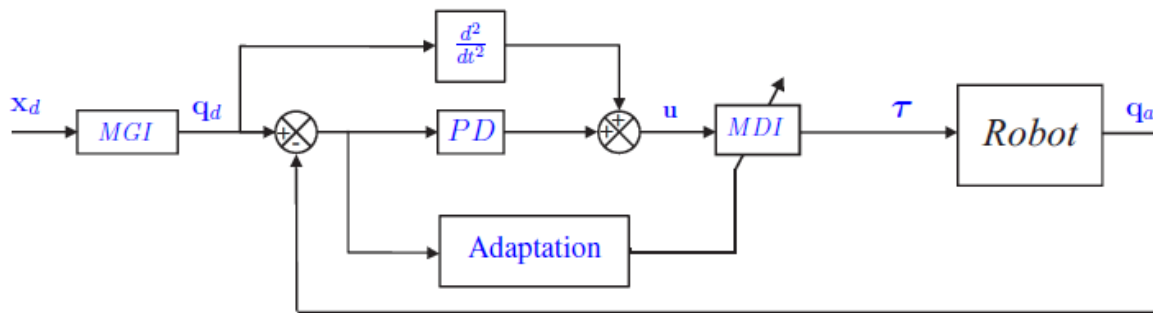 d²/dt²
x_d
MGI
q_d
+
-
PD
+
+
u
MDI
τ
Robot
q_a
Adaptation